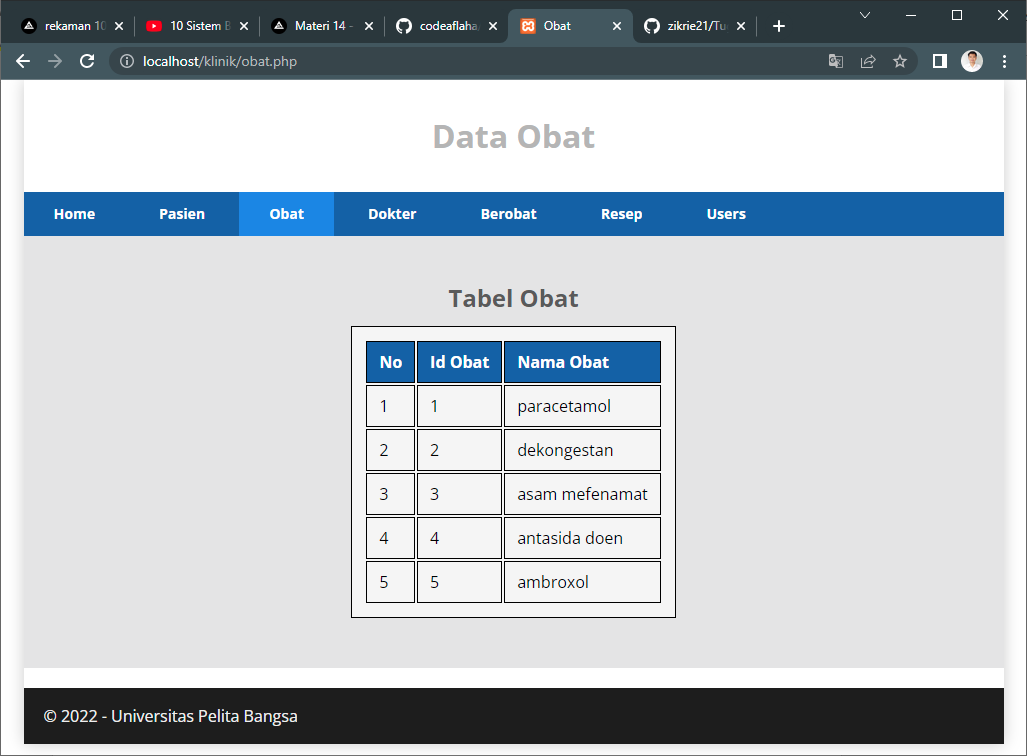 rekaman 10 10 Sistem B Materi 14 - codeaflaha Obat zikrie21/Tu
localhost/klinik/obat.php
Data Obat
Home Pasien Obat Dokter Berobat Resep Users
Tabel Obat
No Id Obat Nama Obat
1 1 paracetamol
2 2 dekongestan
3 3 asam mefenamat
4 4 antasida doen
5 5 ambroxol
© 2022 - Universitas Pelita Bangsa